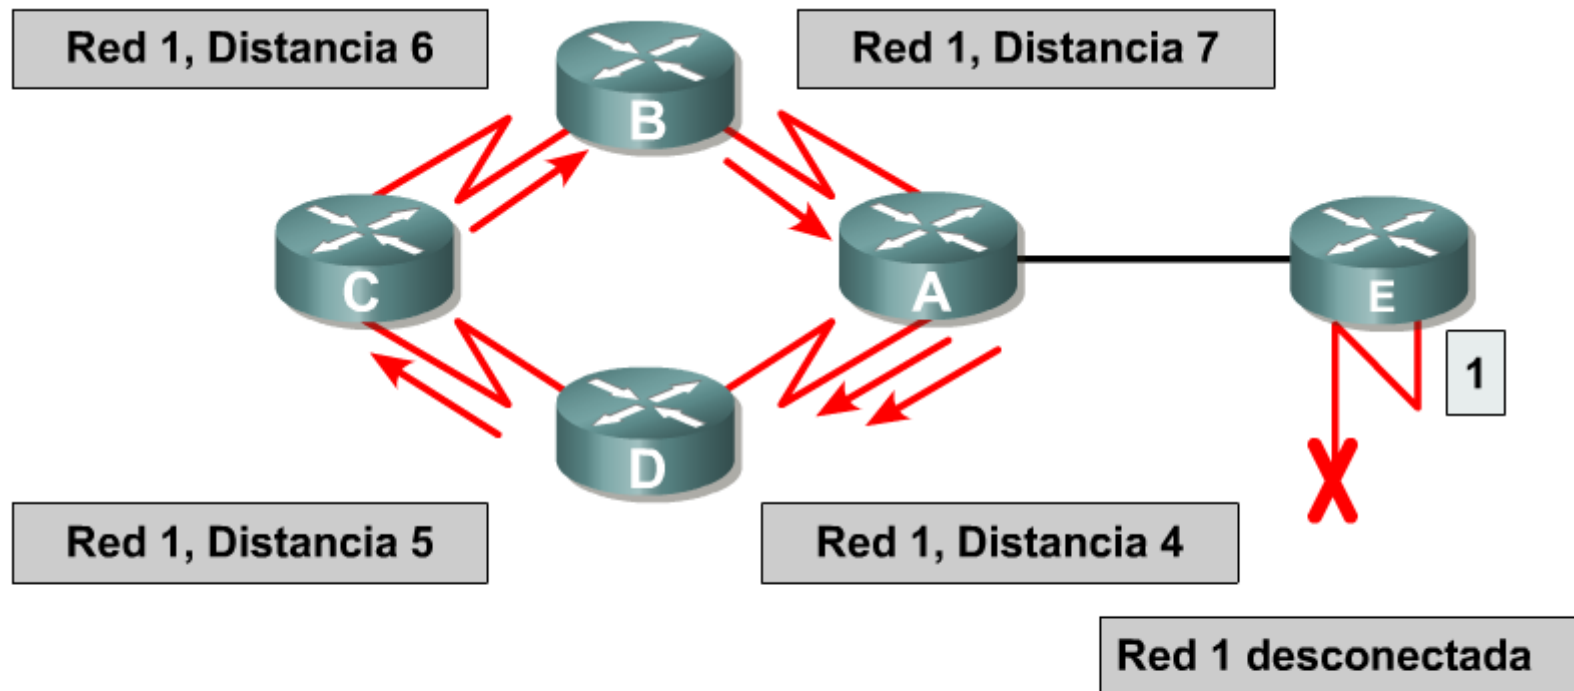 Red 1, Distancia 6
Red 1, Distancia 7
B
C
A
E
1
D
Red 1, Distancia 5
Red 1, Distancia 4
Red 1 desconectada